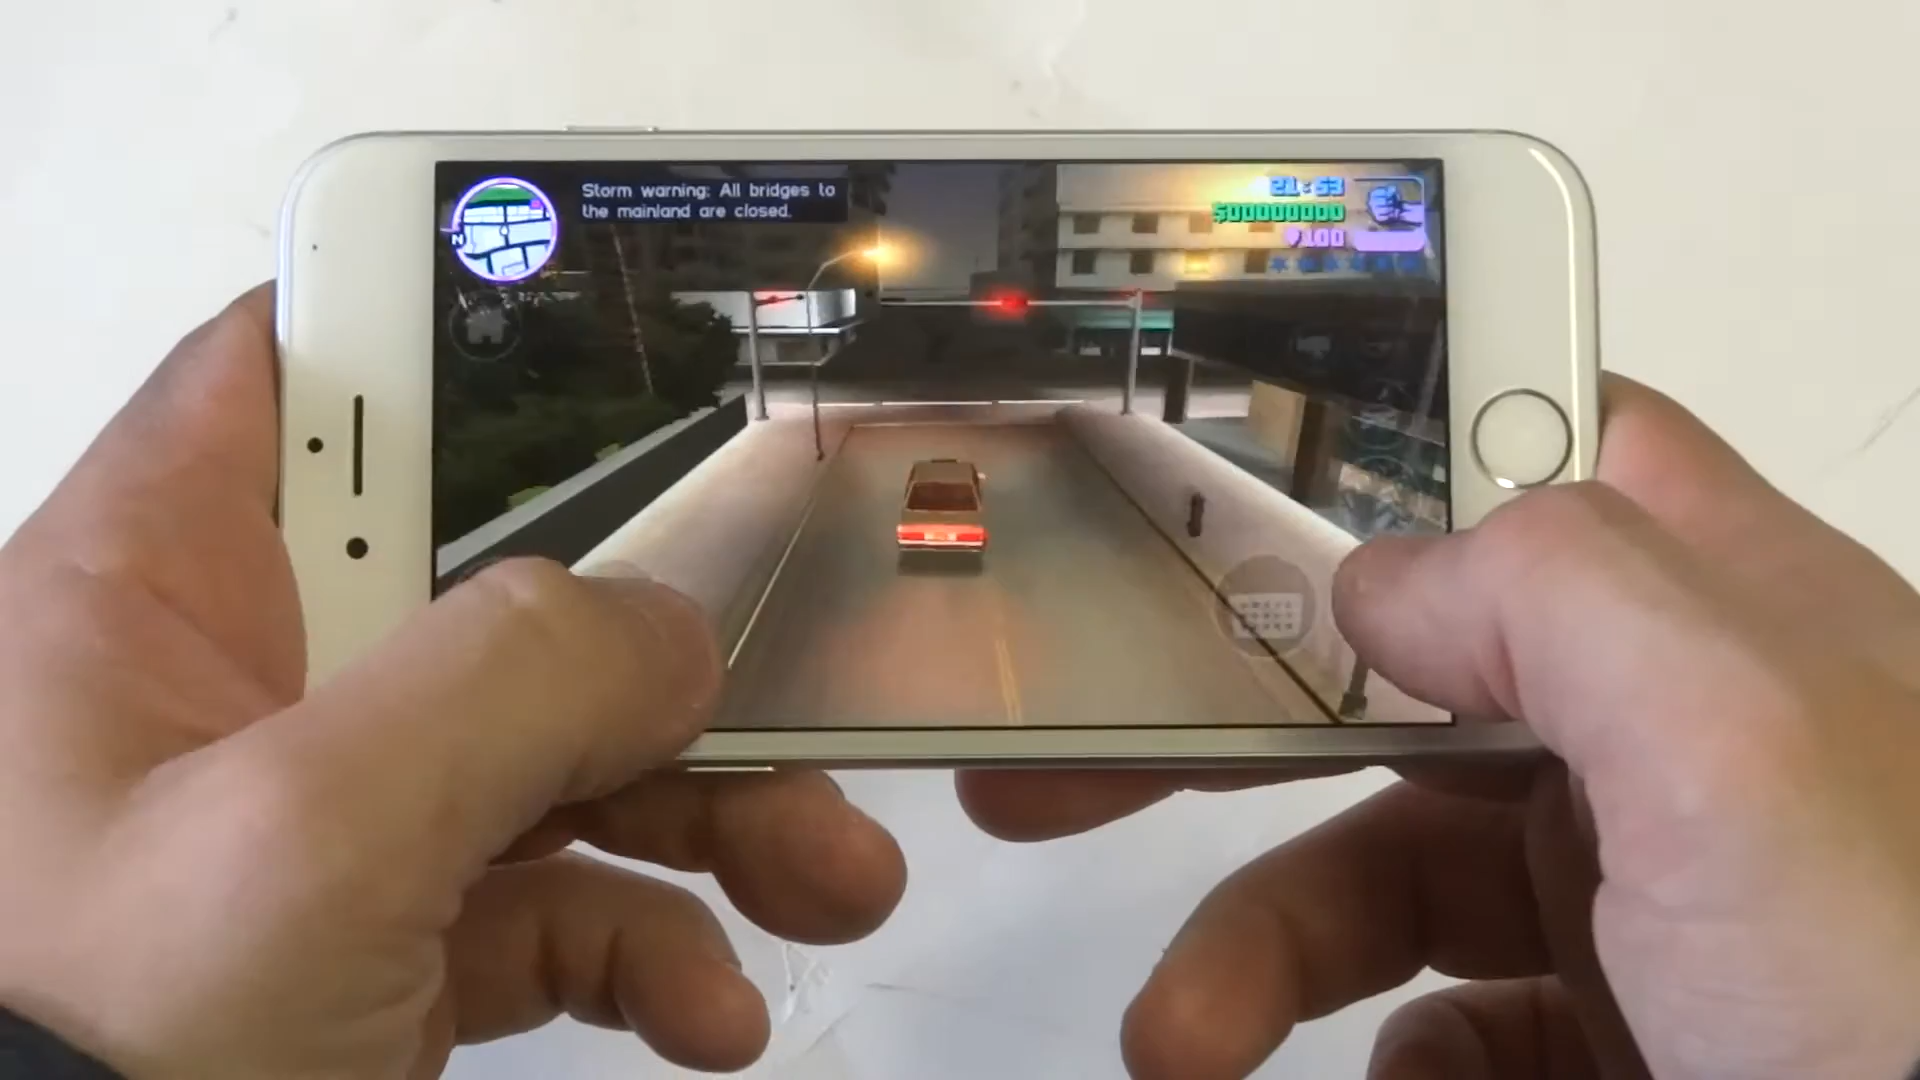 N
Storm warning: All bridges to
the mainland are closed.
21:53
$00000000
♥100